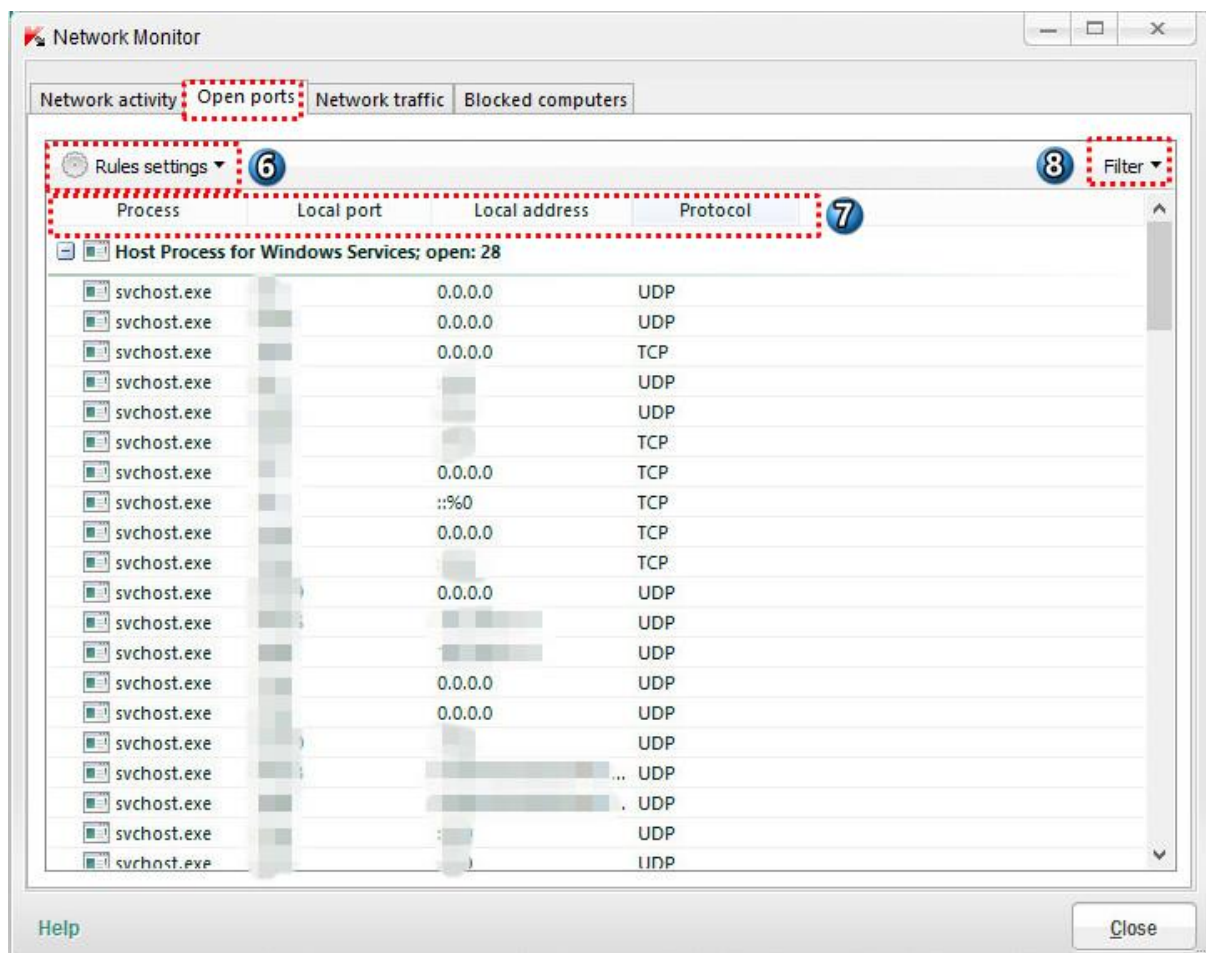 Network Monitor
Network activity Open ports Network traffic Blocked computers
Rules settings 6 8 Filter
Process Local port Local address Protocol 7
Host Process for Windows Services; open: 28
svchost.exe 0.0.0.0 UDP
svchost.exe 0.0.0.0 UDP
svchost.exe 0.0.0.0 TCP
svchost.exe UDP
svchost.exe UDP
svchost.exe TCP
svchost.exe 0.0.0.0 TCP
svchost.exe ::%0 TCP
svchost.exe 0.0.0.0 TCP
svchost.exe TCP
svchost.exe 0.0.0.0 UDP
svchost.exe UDP
svchost.exe UDP
svchost.exe 0.0.0.0 UDP
svchost.exe 0.0.0.0 UDP
svchost.exe UDP
svchost.exe ... UDP
svchost.exe UDP
svchost.exe UDP
svchost.exe UDP
Help Close